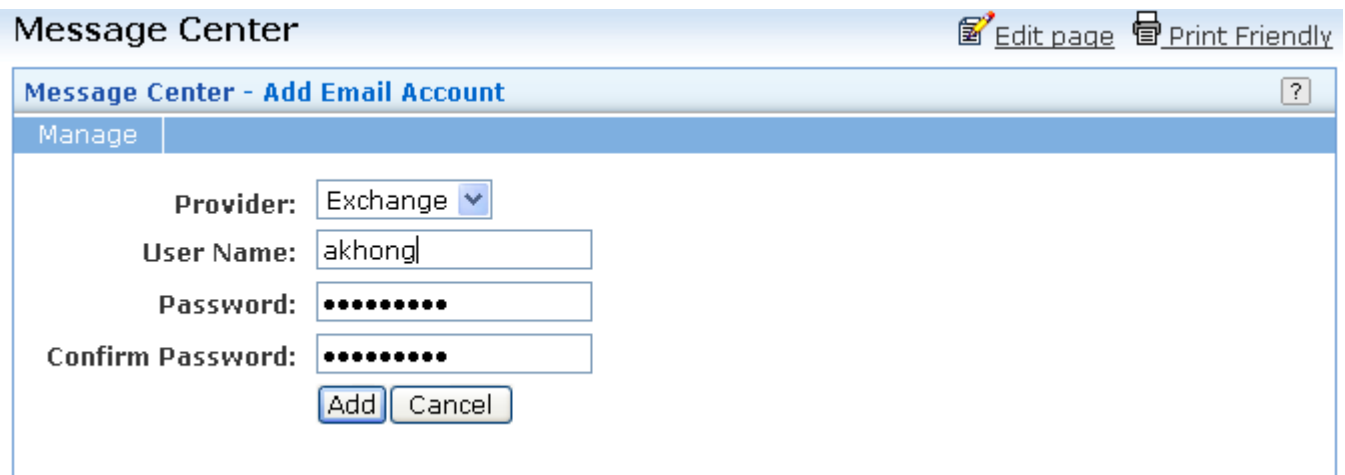 Message Center
Edit page Print Friendly
Message Center - Add Email Account ?
Manage
Provider: Exchange
User Name: akhong
Password: •••••••••
Confirm Password: •••••••••
Add Cancel